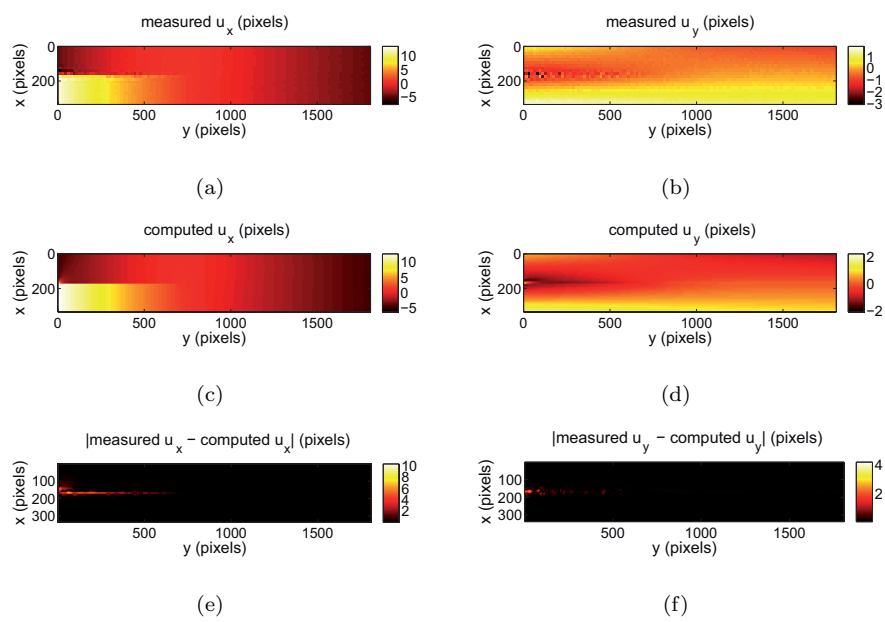 measured u_x (pixels)
x (pixels)
0
200
0
500
1000
1500
y (pixels)
10
5
−5
(a)
measured u_y (pixels)
x (pixels)
0
200
0
500
1000
1500
y (pixels)
1
0
−1
−2
−3
(b)
computed u_x (pixels)
x (pixels)
0
200
0
500
1000
1500
y (pixels)
10
5
−5
(c)
computed u_y (pixels)
x (pixels)
0
200
0
500
1000
1500
y (pixels)
2
0
−2
(d)
|measured u_x − computed u_x| (pixels)
x (pixels)
100
200
300
500
1000
1500
y (pixels)
10
8
6
4
2
(e)
|measured u_y − computed u_y| (pixels)
x (pixels)
100
200
300
500
1000
1500
y (pixels)
4
2
(f)